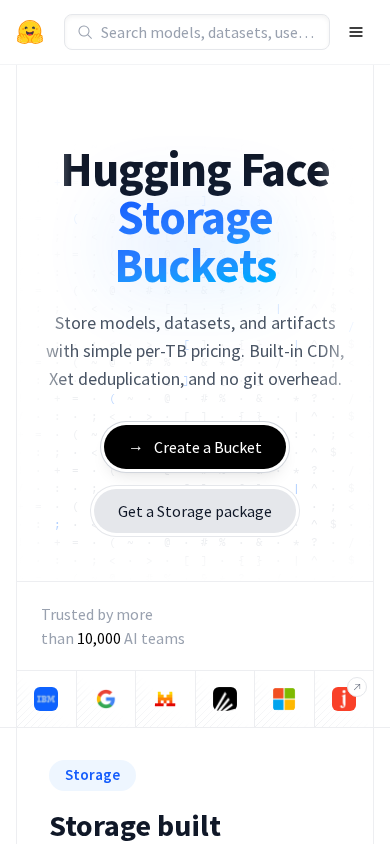 Search models, datasets, use…
Hugging Face
Storage
Buckets
Store models, datasets, and artifacts
with simple per-TB pricing. Built-in CDN,
Xet deduplication, and no git overhead.
→ Create a Bucket
Get a Storage package
Trusted by more
than 10,000 AI teams
IBM
Storage
Storage built